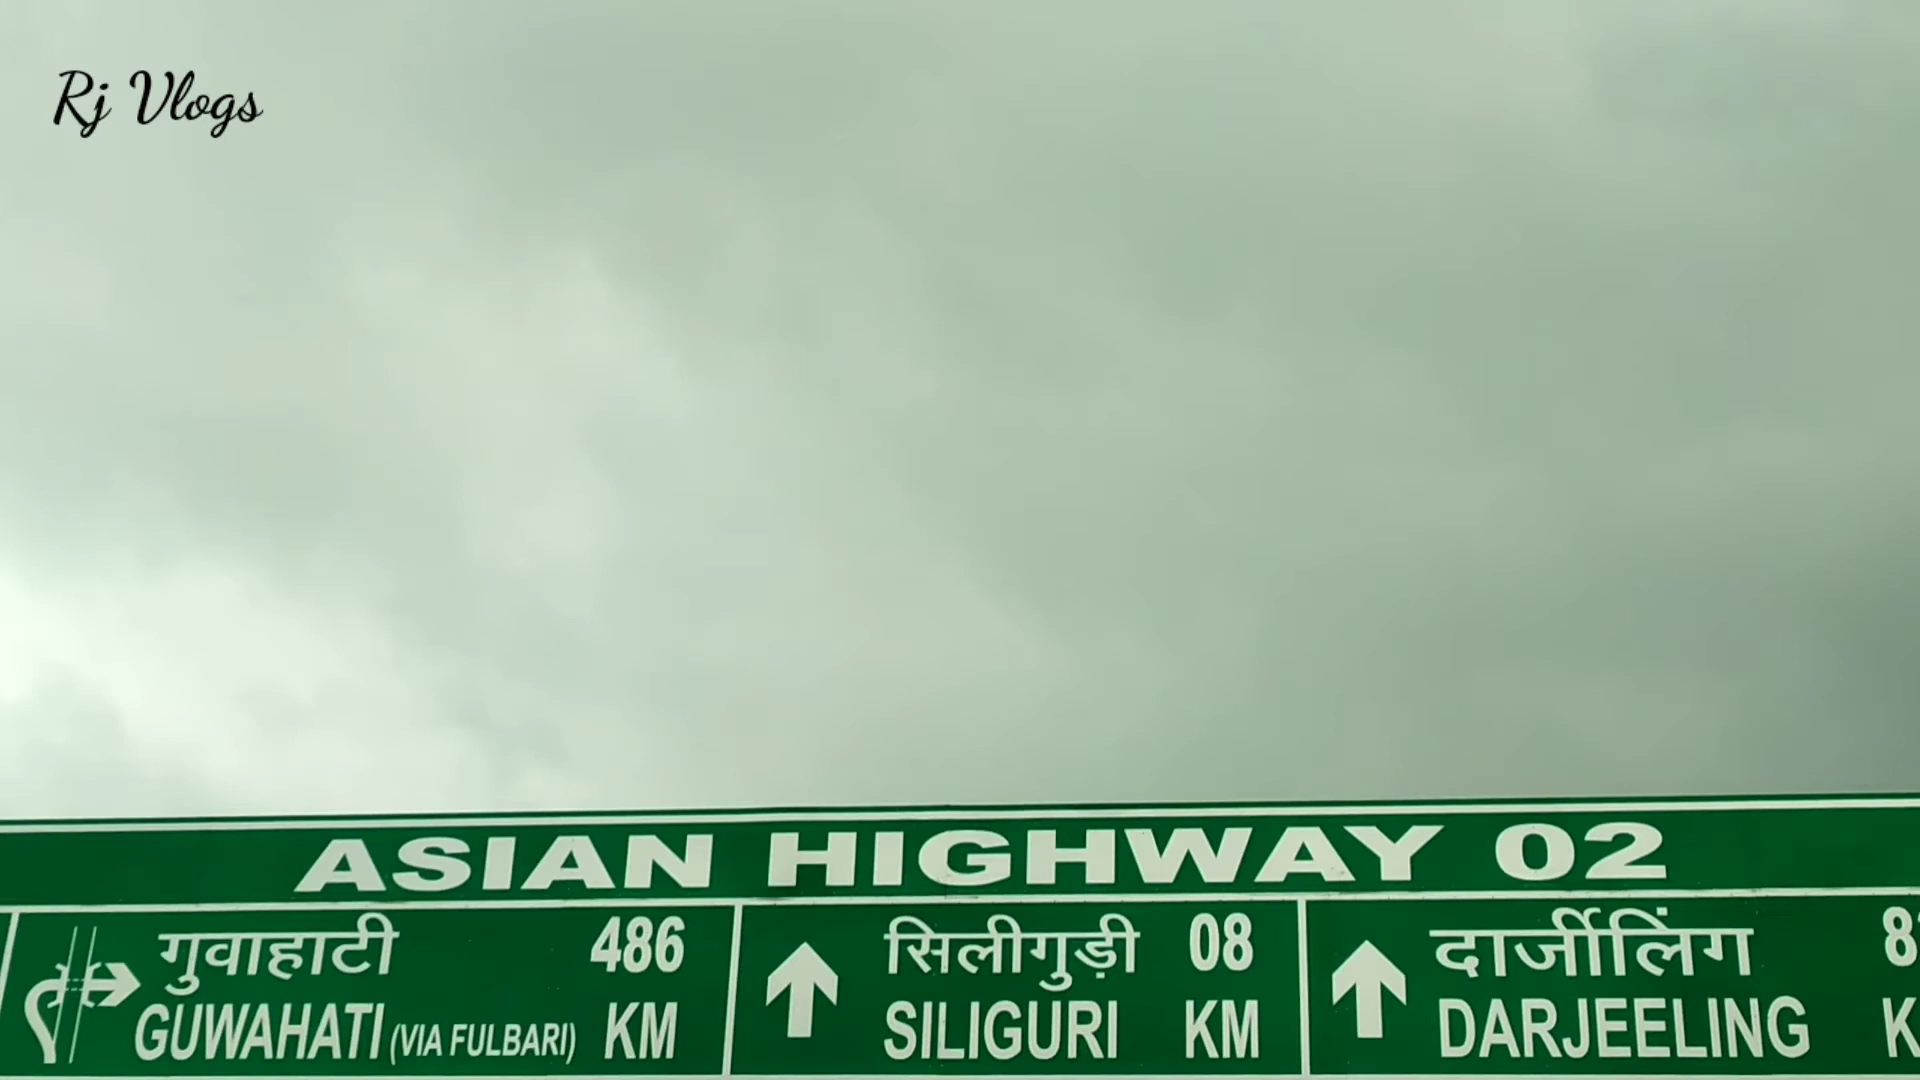 Rj Vlogs
ASIAN HIGHWAY 02
गुवाहाटी 486
GUWAHATI (VIA FULBARI) KM
सिलीगुड़ी 08
SILIGURI KM
दार्जीलिंग
DARJEELING